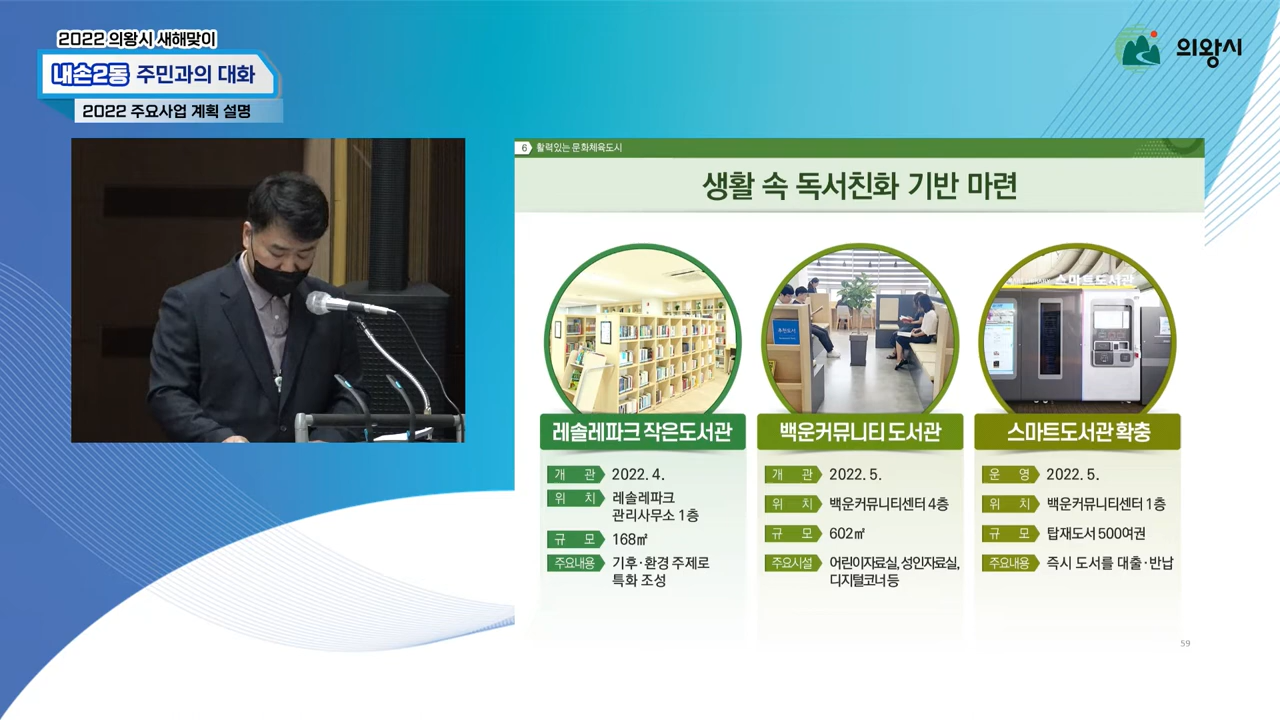 2022 의왕시 새해맞이
내손2동 주민과의 대화
2022 주요사업 계획 설명
의왕시
6 활력있는 문화체육도시
생활 속 독서친화 기반 마련
스마트도서관
추천도서
레솔레파크 작은도서관
개 관 2022. 4.
위 치 레솔레파크
관리사무소 1층
규 모 168㎡
주요내용 기후·환경 주제로
특화 조성
백운커뮤니티 도서관
개 관 2022. 5.
위 치 백운커뮤니티센터 4층
규 모 602㎡
주요시설 어린이자료실, 성인자료실,
디지털코너 등
스마트도서관 확충
운 영 2022. 5.
위 치 백운커뮤니티센터 1층
규 모 탑재도서 500여권
주요내용 즉시 도서를 대출·반납
59